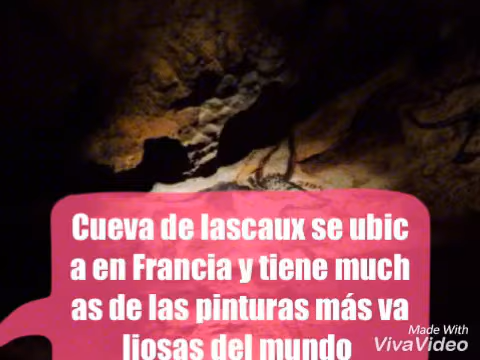 Cueva de lascaux se ubic
a en Francia y tiene much
as de las pinturas más va
liosas del mundo
Made With
VivaVideo